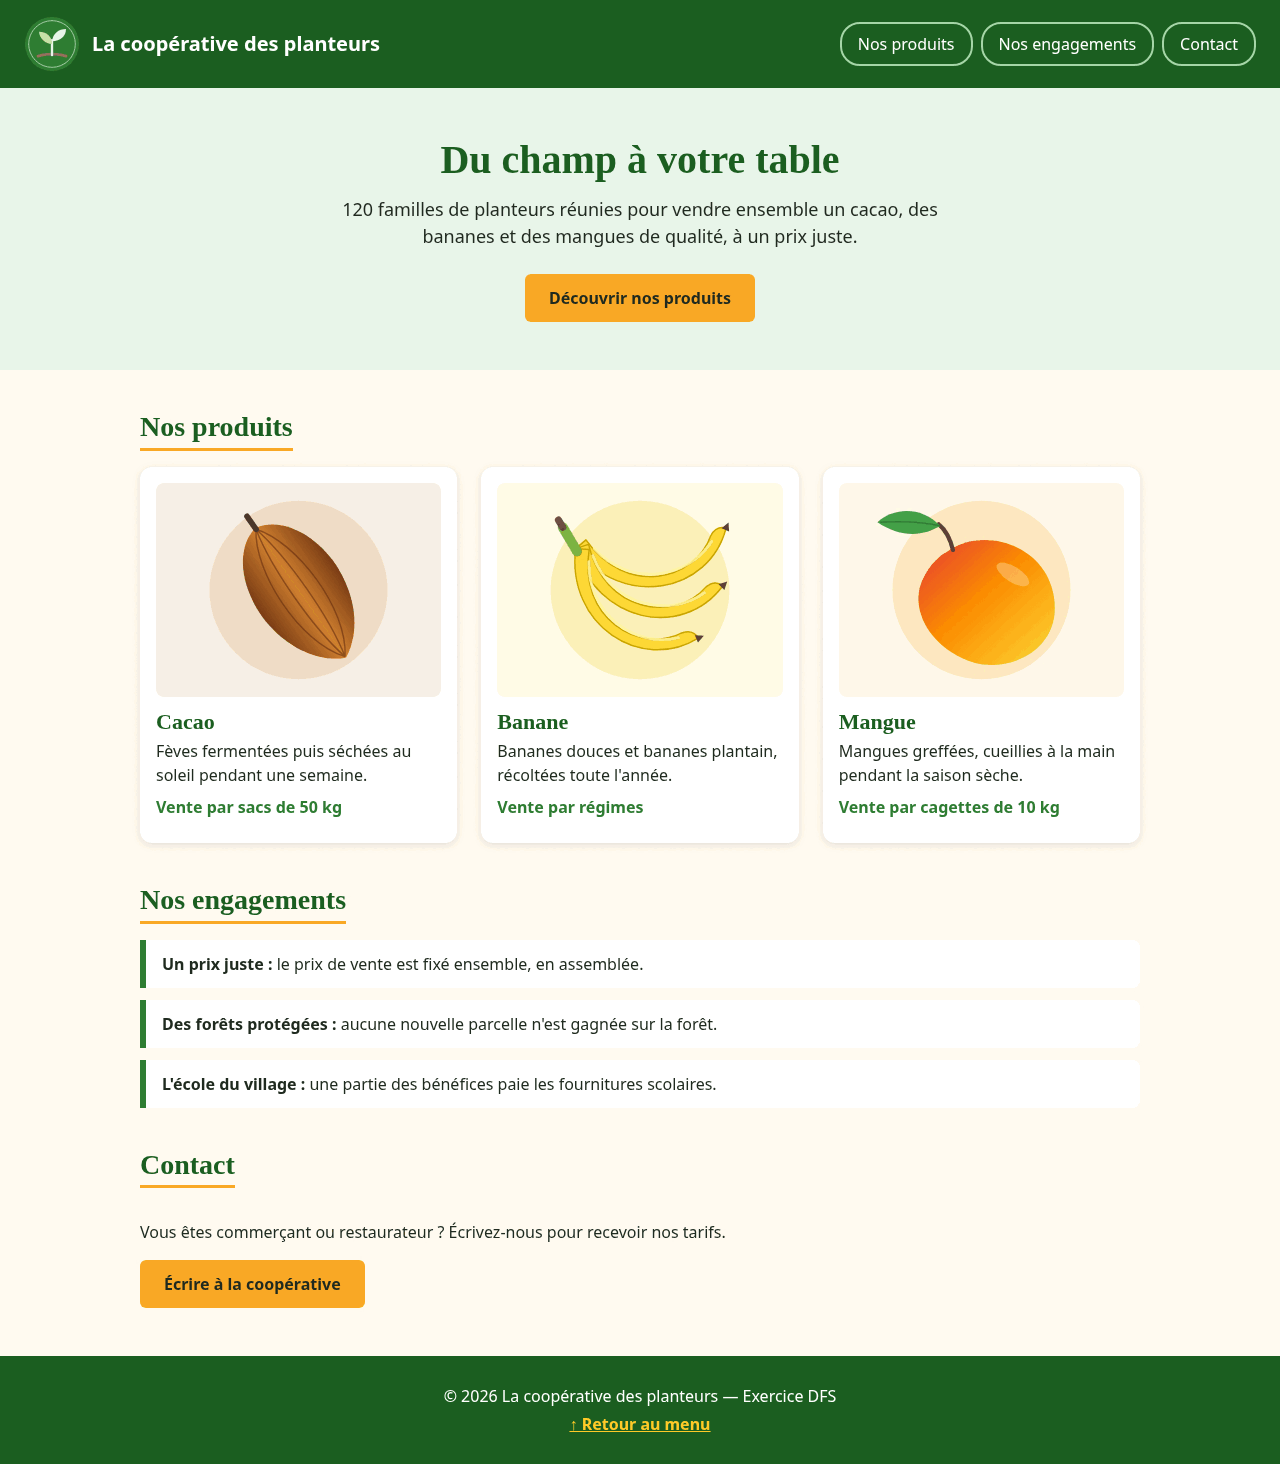 La coopérative des planteurs
Nos produits
Nos engagements
Contact
Du champ à votre table
120 familles de planteurs réunies pour vendre ensemble un cacao, des
bananes et des mangues de qualité, à un prix juste.
Découvrir nos produits
Nos produits
Cacao
Fèves fermentées puis séchées au
soleil pendant une semaine.
Vente par sacs de 50 kg
Banane
Bananes douces et bananes plantain,
récoltées toute l'année.
Vente par régimes
Mangue
Mangues greffées, cueillies à la main
pendant la saison sèche.
Vente par cagettes de 10 kg
Nos engagements
Un prix juste : le prix de vente est fixé ensemble, en assemblée.
Des forêts protégées : aucune nouvelle parcelle n'est gagnée sur la forêt.
L'école du village : une partie des bénéfices paie les fournitures scolaires.
Contact
Vous êtes commerçant ou restaurateur ? Écrivez-nous pour recevoir nos tarifs.
Écrire à la coopérative
© 2026 La coopérative des planteurs — Exercice DFS
↑ Retour au menu